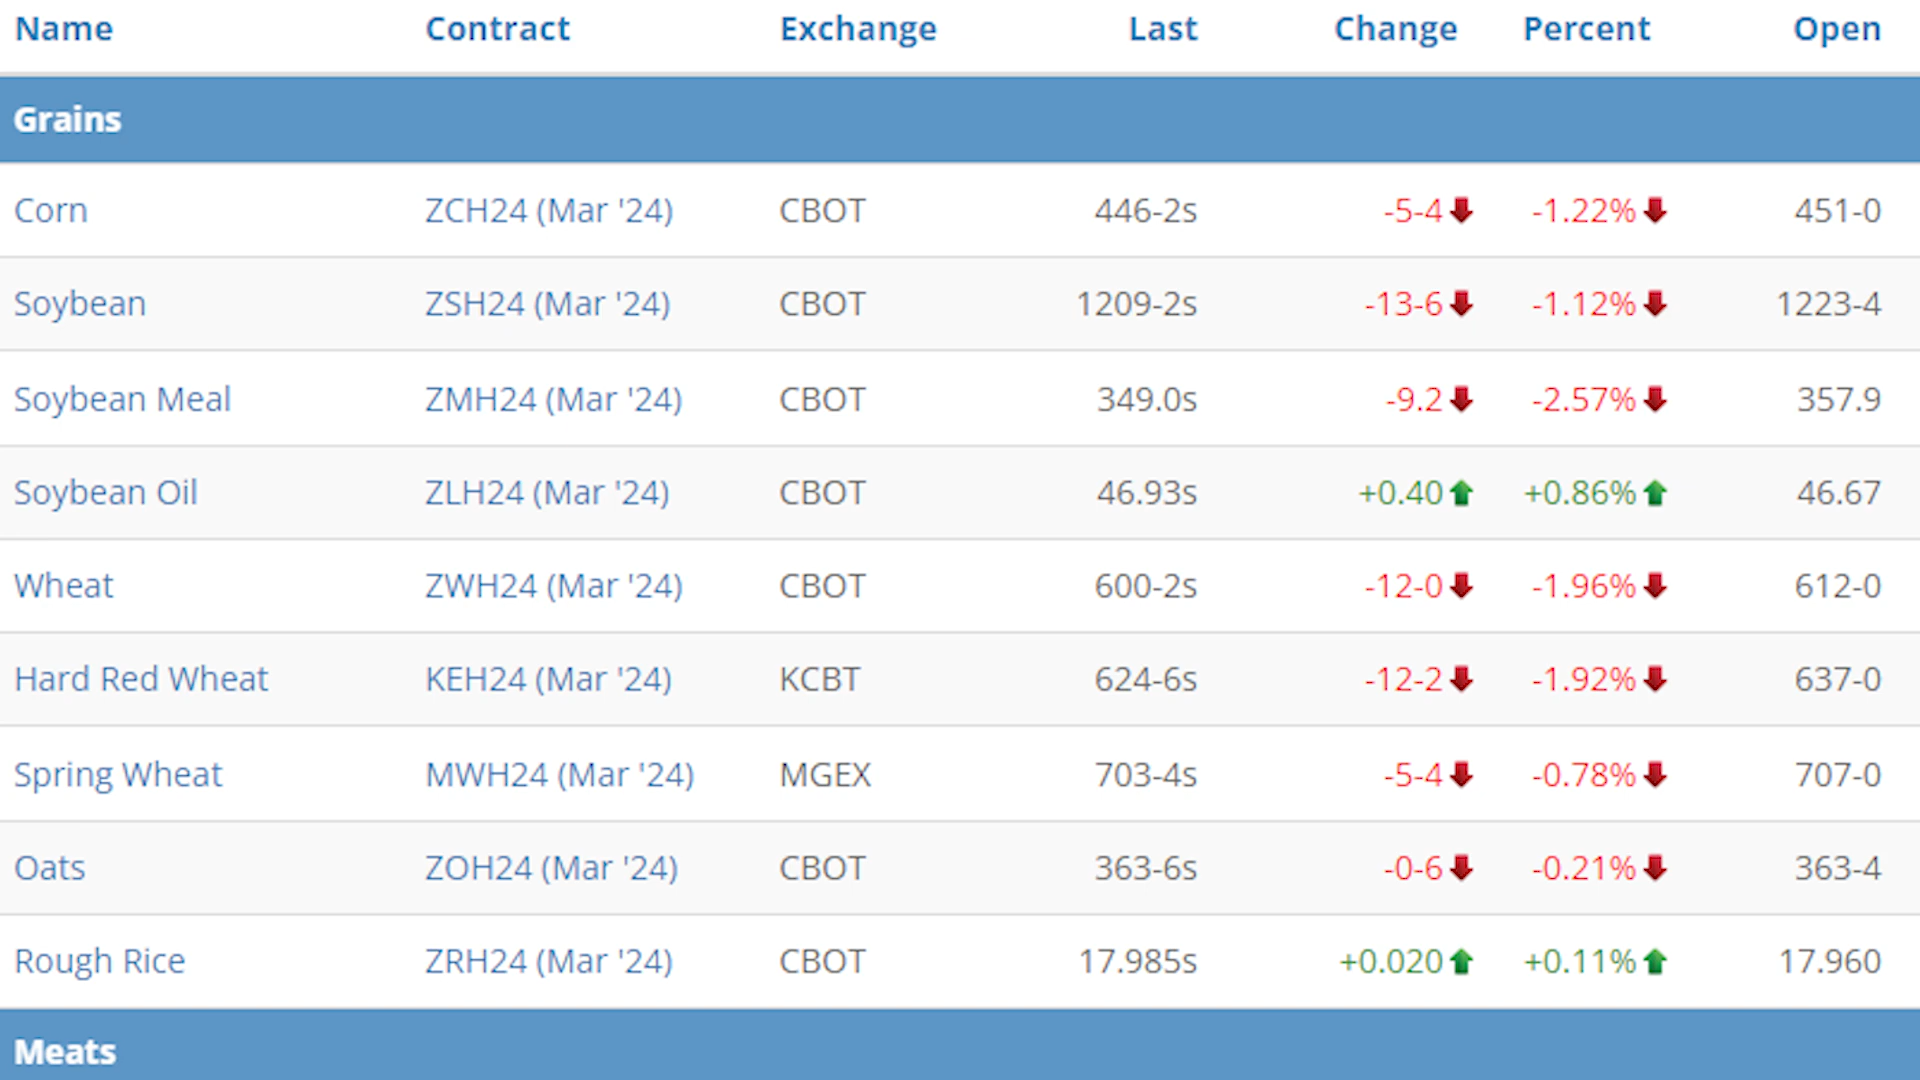 Name Contract Exchange Last Change Percent Open
Grains
Corn ZCH24 (Mar '24) CBOT 446-2s -5-4 -1.22% 451-0
Soybean ZSH24 (Mar '24) CBOT 1209-2s -13-6 -1.12% 1223-4
Soybean Meal ZMH24 (Mar '24) CBOT 349.0s -9.2 -2.57% 357.9
Soybean Oil ZLH24 (Mar '24) CBOT 46.93s +0.40 +0.86% 46.67
Wheat ZWH24 (Mar '24) CBOT 600-2s -12-0 -1.96% 612-0
Hard Red Wheat KEH24 (Mar '24) KCBT 624-6s -12-2 -1.92% 637-0
Spring Wheat MWH24 (Mar '24) MGEX 703-4s -5-4 -0.78% 707-0
Oats ZOH24 (Mar '24) CBOT 363-6s -0-6 -0.21% 363-4
Rough Rice ZRH24 (Mar '24) CBOT 17.985s +0.020 +0.11% 17.960
Meats